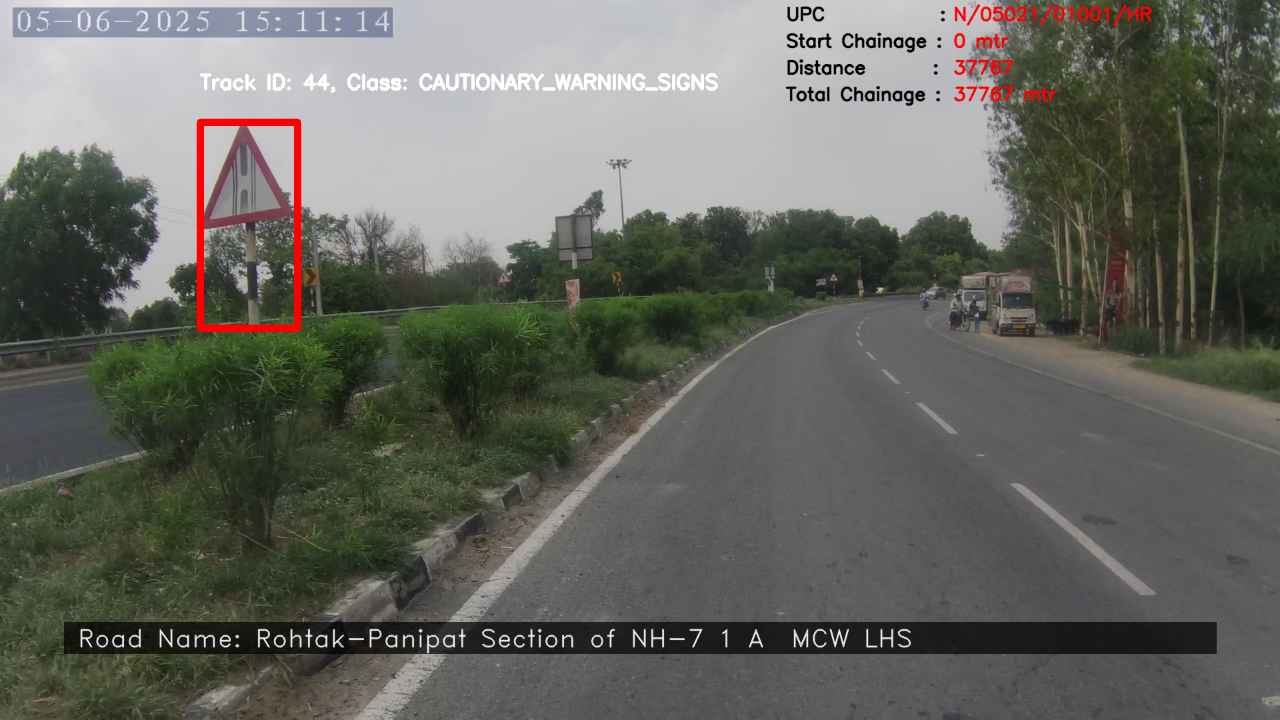 05-06-2025 15:11:14
UPC : N/05021/01001/HR
Start Chainage : 0 mtr
Distance : 37767
Total Chainage : 37767 mtr
Track ID: 44, Class: CAUTIONARY_WARNING_SIGNS
Road Name: Rohtak-Panipat Section of NH-7 1 A MCW LHS